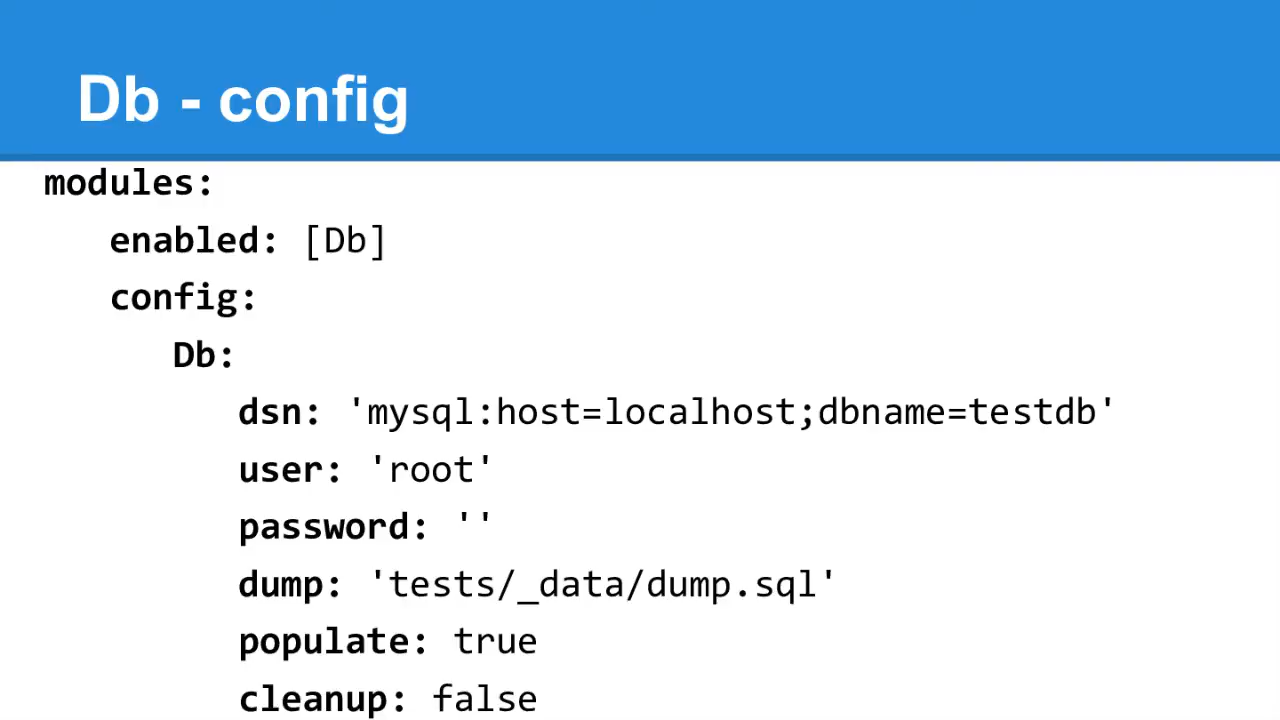 Db - config
modules:
enabled: [Db]
config:
Db:
dsn: 'mysql:host=localhost;dbname=testdb'
user: 'root'
password: ''
dump: 'tests/_data/dump.sql'
populate: true
cleanup: false